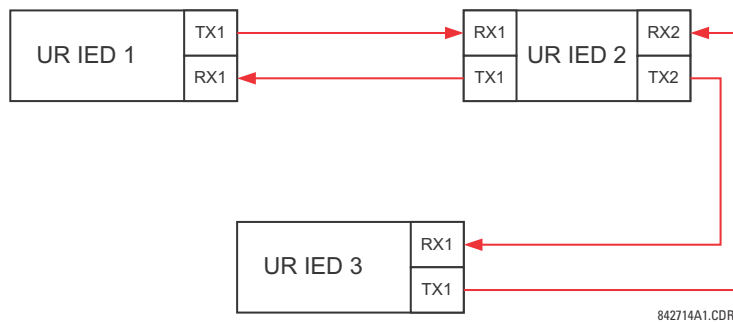 UR IED 1
TX1
RX1
RX1
TX1
UR IED 2
RX2
TX2
UR IED 3
RX1
TX1
842714A1.CDR